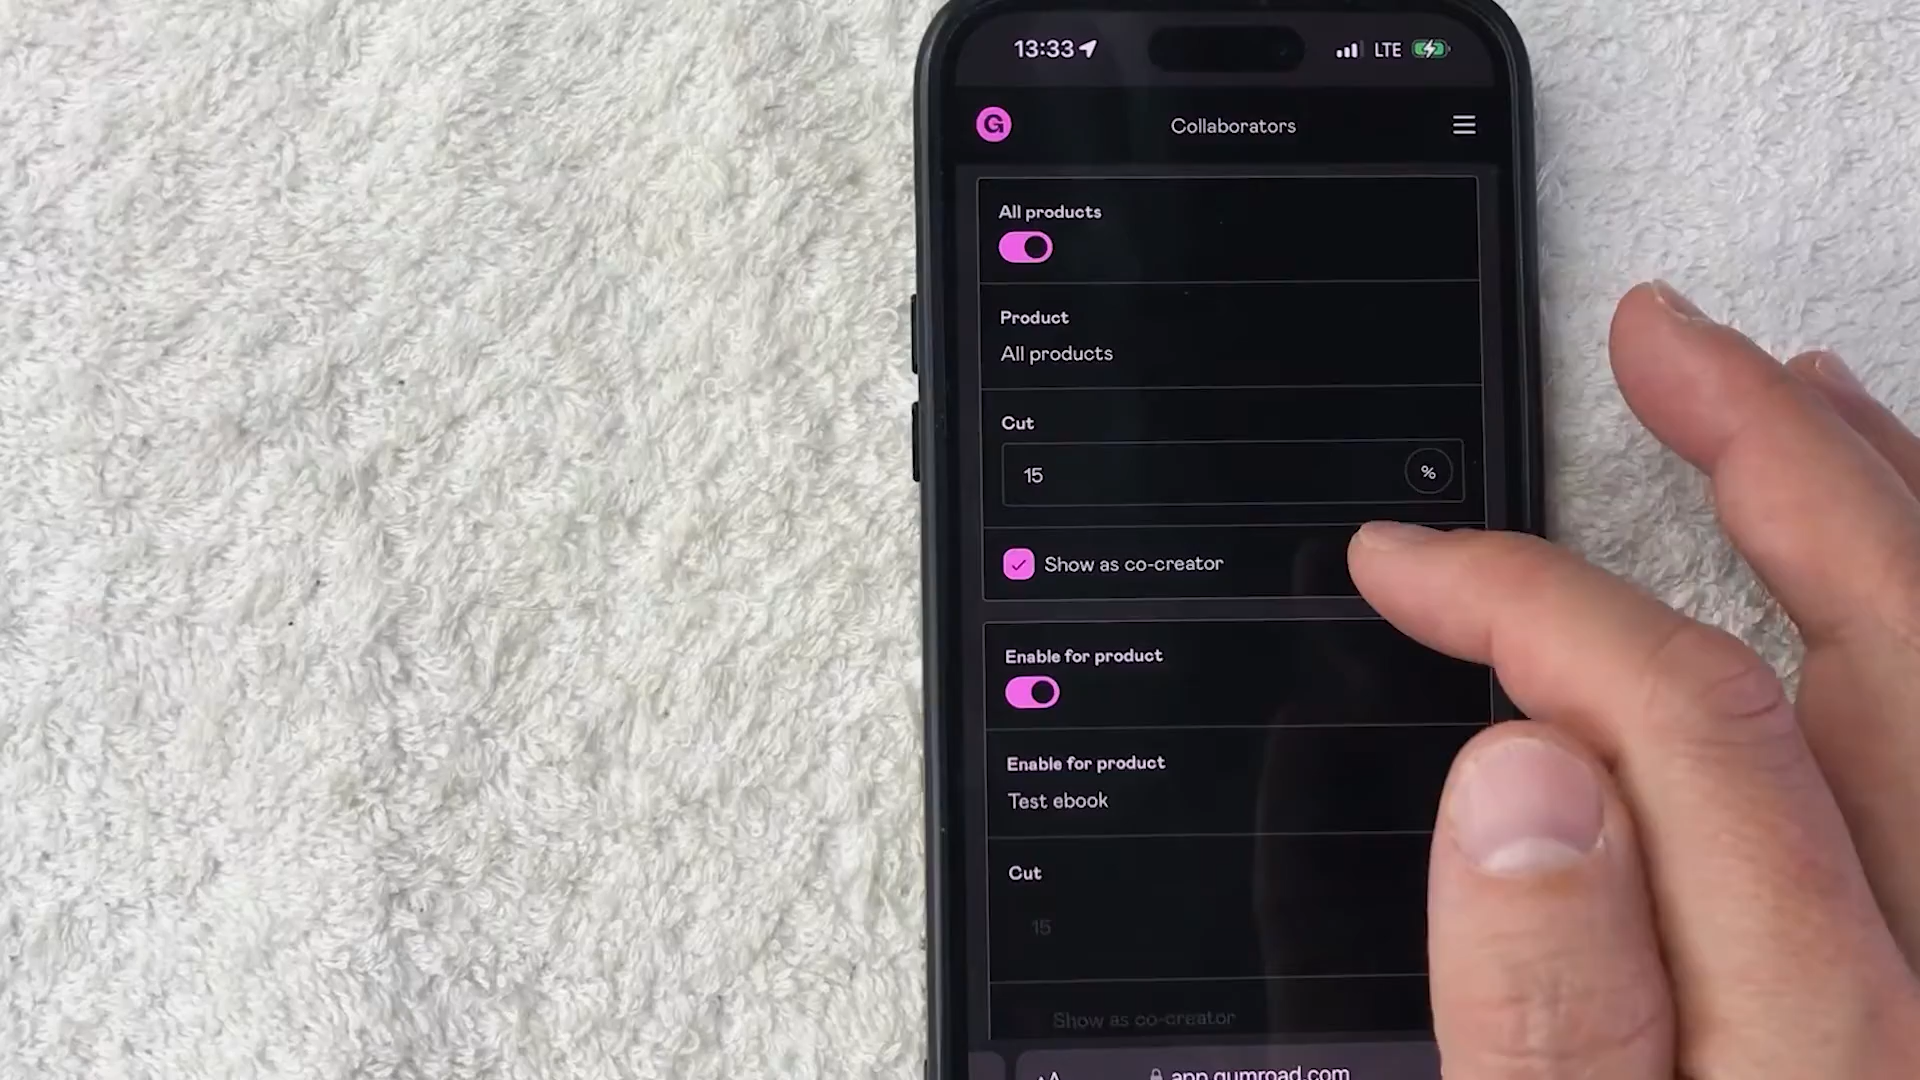 13:33 LTE
G Collaborators
All products
Product
All products
Cut
15 %
Show as co-creator
Enable for product
Enable for product
Test ebook
Cut
15
Show as co-creator
AA app.gumroad.com